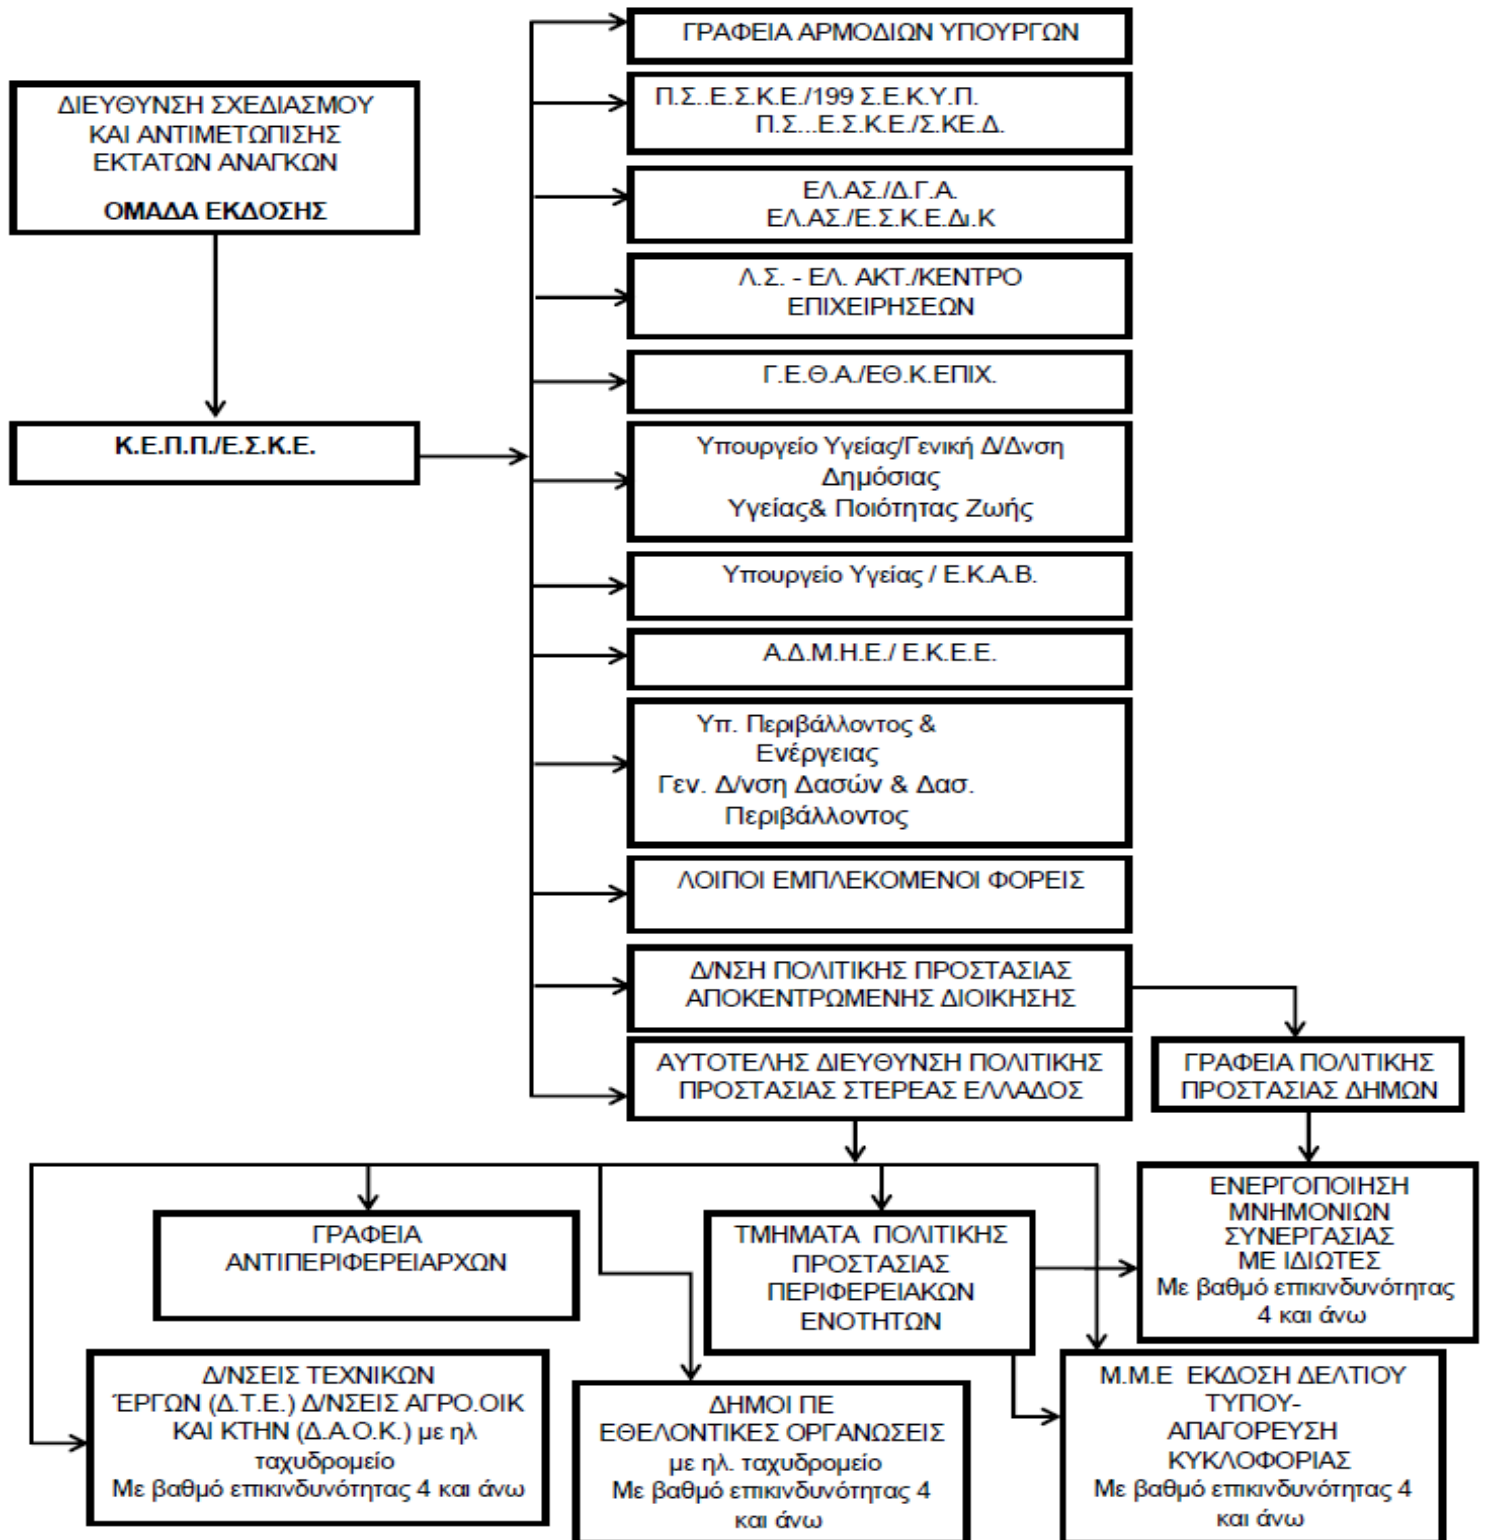 ΔΙΕΥΘΥΝΣΗ ΣΧΕΔΙΑΣΜΟΥ
ΚΑΙ ΑΝΤΙΜΕΤΩΠΙΣΗΣ
ΕΚΤΑΤΩΝ ΑΝΑΓΚΩΝ
ΟΜΑΔΑ ΕΚΔΟΣΗΣ
Κ.Ε.Π.Π./Ε.Σ.Κ.Ε.
ΓΡΑΦΕΙΑ ΑΡΜΟΔΙΩΝ ΥΠΟΥΡΓΩΝ
Π.Σ..Ε.Σ.Κ.Ε./199 Σ.Ε.Κ.Υ.Π.
Π.Σ...Ε.Σ.Κ.Ε./Σ.ΚΕ.Δ.
ΕΛ.ΑΣ./Δ.Γ.Α.
ΕΛ.ΑΣ./Ε.Σ.Κ.Ε.Δι.Κ
Λ.Σ. - ΕΛ. ΑΚΤ./ΚΕΝΤΡΟ
ΕΠΙΧΕΙΡΗΣΕΩΝ
Γ.Ε.Θ.Α./ΕΘ.Κ.ΕΠΙΧ.
Υπουργείο Υγείας/Γενική Δ/Δνση
Δημόσιας
Υγείας& Ποιότητας Ζωής
Υπουργείο Υγείας / Ε.Κ.Α.Β.
Α.Δ.Μ.Η.Ε./ Ε.Κ.Ε.Ε.
Υπ. Περιβάλλοντος &
Ενέργειας
Γεν. Δ/νση Δασών & Δασ.
Περιβάλλοντος
ΛΟΙΠΟΙ ΕΜΠΛΕΚΟΜΕΝΟΙ ΦΟΡΕΙΣ
Δ/ΝΣΗ ΠΟΛΙΤΙΚΗΣ ΠΡΟΣΤΑΣΙΑΣ
ΑΠΟΚΕΝΤΡΩΜΕΝΗΣ ΔΙΟΙΚΗΣΗΣ
ΑΥΤΟΤΕΛΗΣ ΔΙΕΥΘΥΝΣΗ ΠΟΛΙΤΙΚΗΣ
ΠΡΟΣΤΑΣΙΑΣ ΣΤΕΡΕΑΣ ΕΛΛΑΔΟΣ
ΓΡΑΦΕΙΑ ΠΟΛΙΤΙΚΗΣ
ΠΡΟΣΤΑΣΙΑΣ ΔΗΜΩΝ
ΓΡΑΦΕΙΑ
ΑΝΤΙΠΕΡΙΦΕΡΕΙΑΡΧΩΝ
ΤΜΗΜΑΤΑ ΠΟΛΙΤΙΚΗΣ
ΠΡΟΣΤΑΣΙΑΣ
ΠΕΡΙΦΕΡΕΙΑΚΩΝ
ΕΝΟΤΗΤΩΝ
ΕΝΕΡΓΟΠΟΙΗΣΗ
ΜΝΗΜΟΝΙΩΝ
ΣΥΝΕΡΓΑΣΙΑΣ
ΜΕ ΙΔΙΩΤΕΣ
Με βαθμό επικινδυνότητας
4 και άνω
Δ/ΝΣΕΙΣ ΤΕΧΝΙΚΩΝ
ΈΡΓΩΝ (Δ.Τ.Ε.) Δ/ΝΣΕΙΣ ΑΓΡΟ.ΟΙΚ
ΚΑΙ ΚΤΗΝ (Δ.Α.Ο.Κ.) με ηλ
ταχυδρομείο
Με βαθμό επικινδυνότητας 4 και άνω
ΔΗΜΟΙ ΠΕ
ΕΘΕΛΟΝΤΙΚΕΣ ΟΡΓΑΝΩΣΕΙΣ
με ηλ. ταχυδρομείο
Με βαθμό επικινδυνότητας 4
και άνω
Μ.Μ.Ε ΕΚΔΟΣΗ ΔΕΛΤΙΟΥ
ΤΥΠΟΥ-
ΑΠΑΓΟΡΕΥΣΗ
ΚΥΚΛΟΦΟΡΙΑΣ
Με βαθμό επικινδυνότητας 4
και άνω